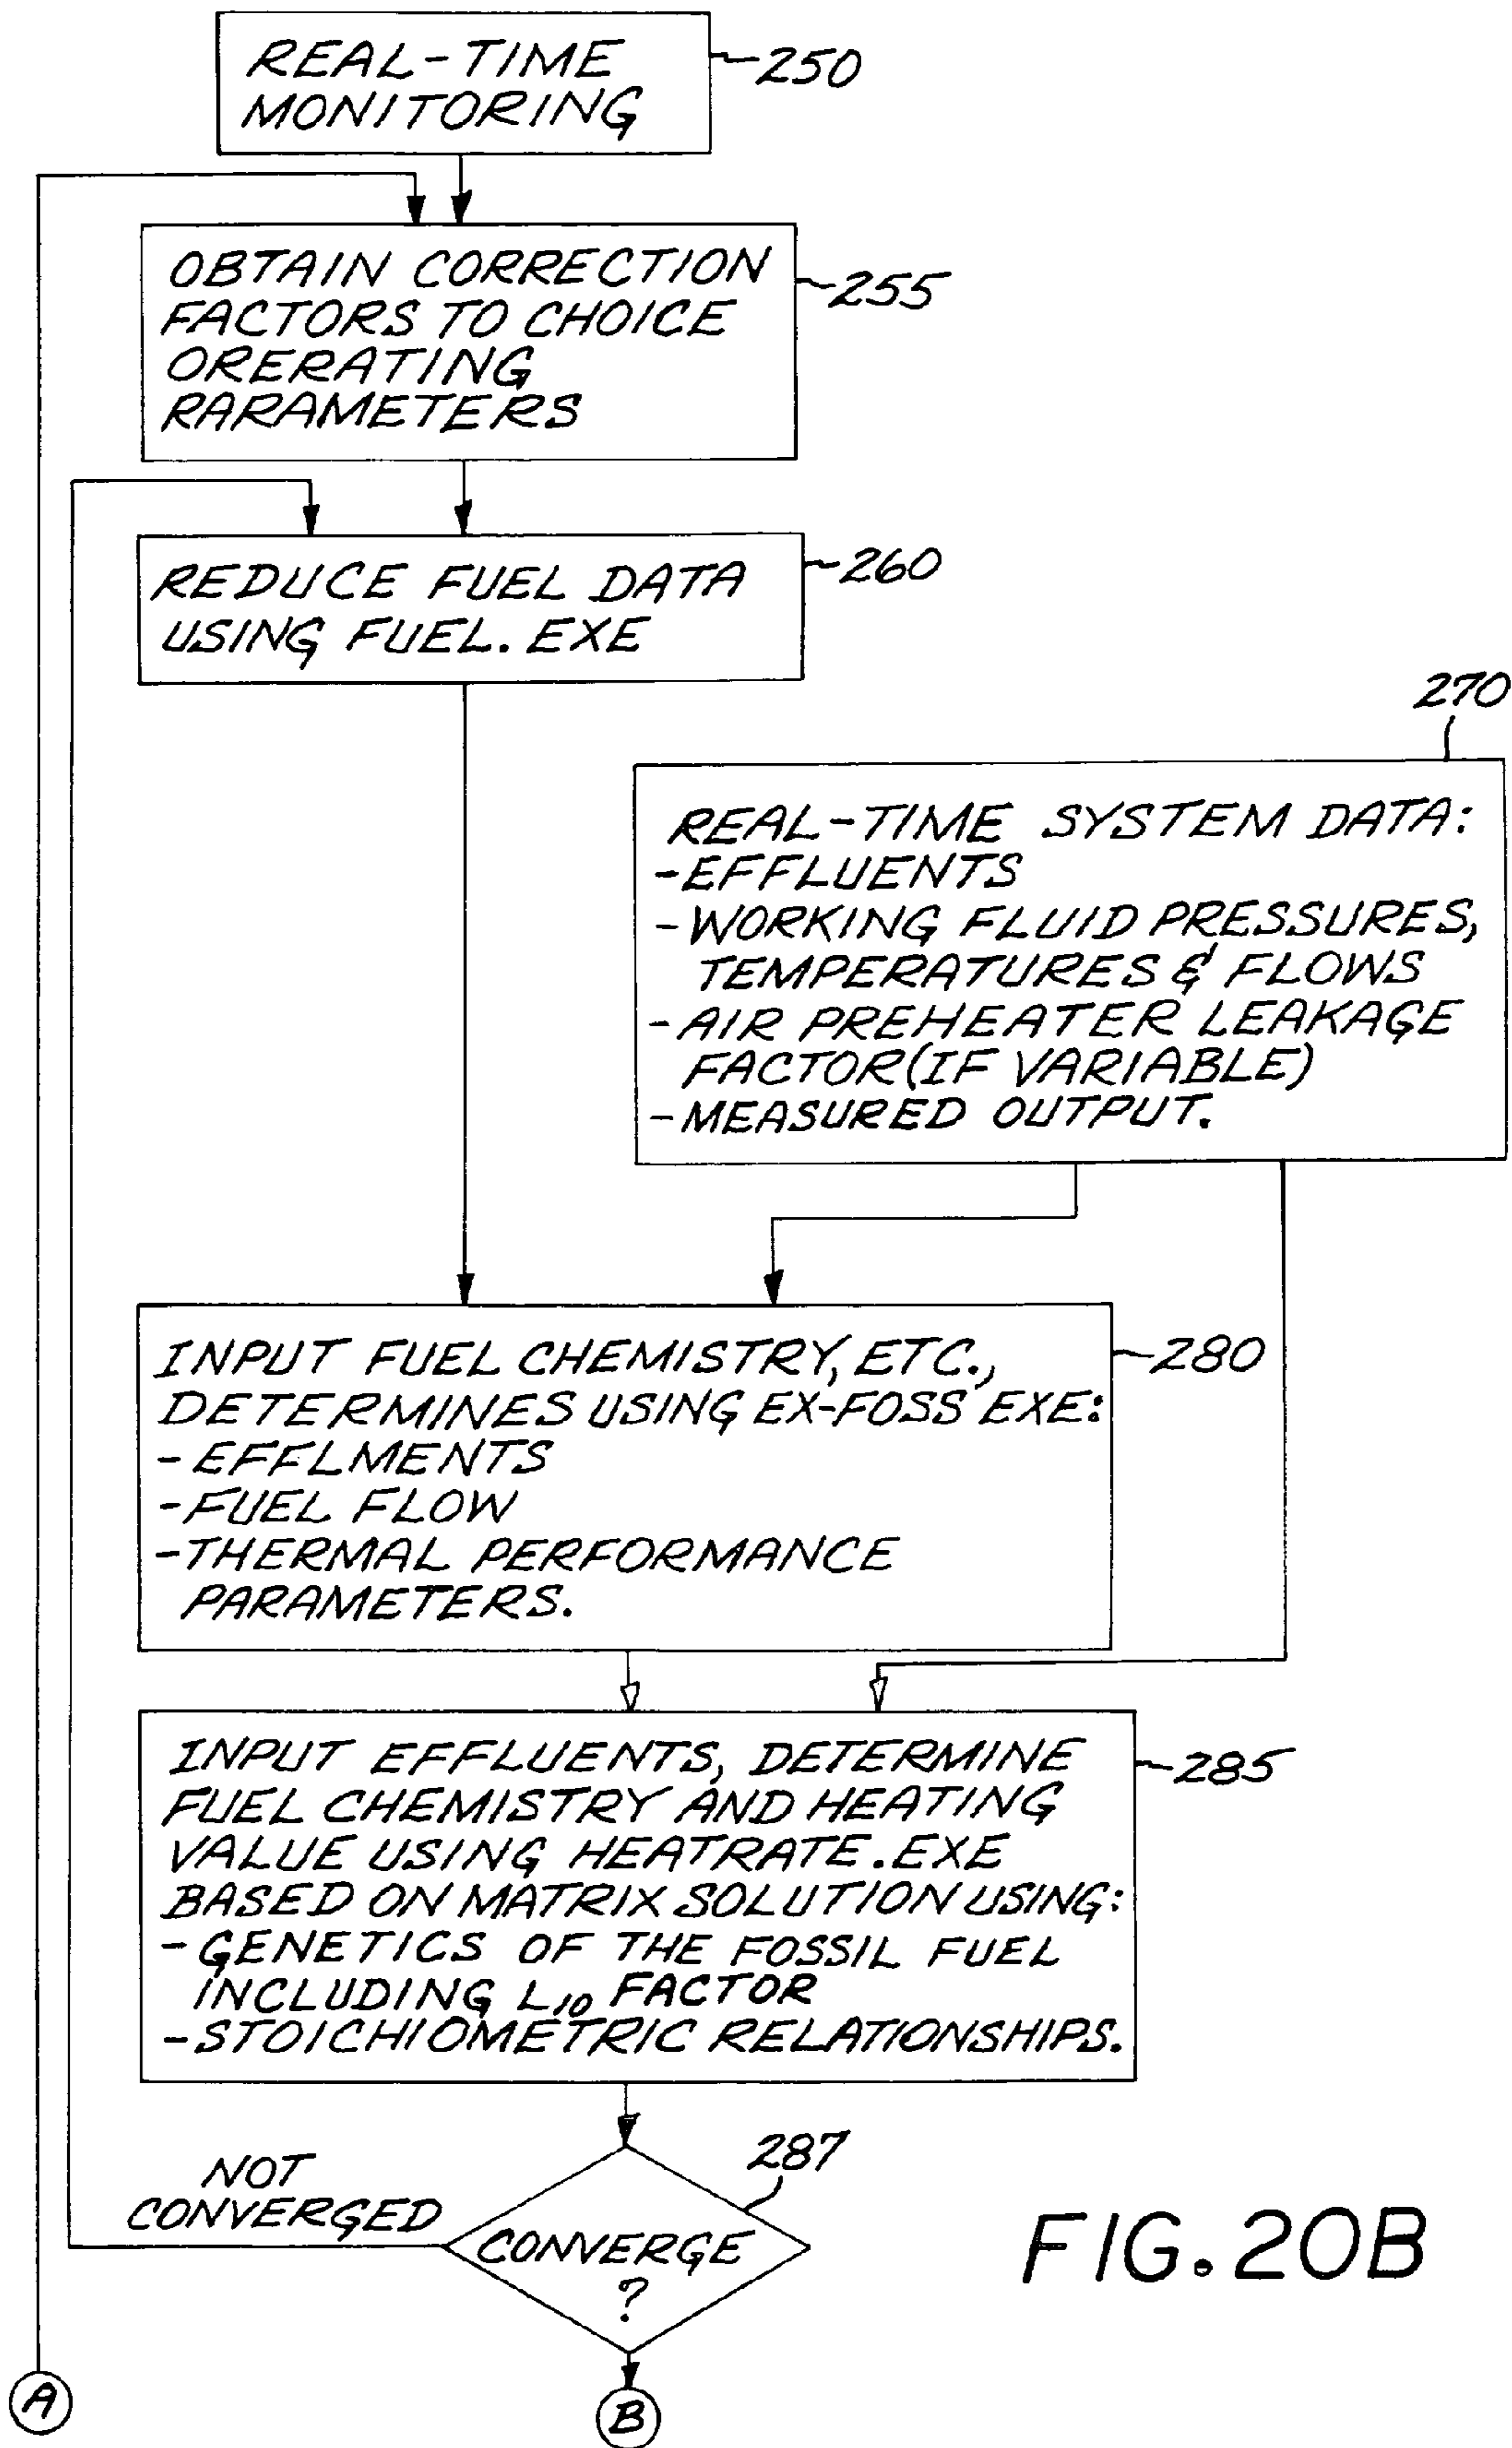 REAL-TIME
MONITORING
250
OBTAIN CORRECTION
FACTORS TO CHOICE
ORERATING
RARAMETERS
255
REDUCE FUEL DATA
USING FUEL.EXE
260
270
REAL-TIME SYSTEM DATA:
-EFFLUENTS
-WORKING FLUID PRESSURES,
TEMPERATURES & FLOWS
-AIR PREHEATER LEAKAGE
FACTOR(IF VARIABLE)
-MEASURED OUTPUT.
INPUT FUEL CHEMISTRY, ETC.,
DETERMINES USING EX-FOSS EXE:
-EFFLMENTS
-FUEL FLOW
-THERMAL PERFORMANCE
PARAMETERS.
280
INPUT EFFLUENTS, DETERMINE
FUEL CHEMISTRY AND HEATING
VALUE USING HEATRATE.EXE
BASED ON MATRIX SOLUTION USING:
-GENETICS OF THE FOSSIL FUEL
INCLUDING L10 FACTOR
-STOICHIOMETRIC RELATIONSHIPS.
285
287
NOT
CONVERGED
CONVERGE
?
FIG.20B
A
B